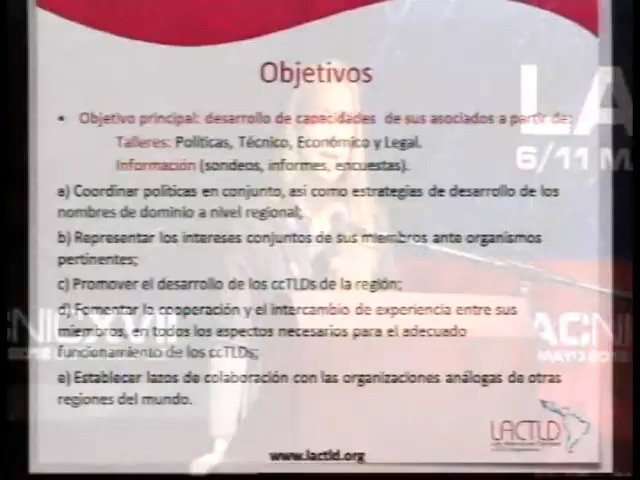 Objetivos
• Objetivo principal: desarrollo de capacidades de sus asociados a partir de:
Talleres: Políticas, Técnico, Económico y Legal.
Información (sondeos, informes, encuestas).
a) Coordinar políticas en conjunto, así como estrategias de desarrollo de los
nombres de dominio a nivel regional;
b) Representar los intereses conjuntos de sus miembros ante organismos
pertinentes;
c) Promover el desarrollo de los ccTLDs de la región;
d) Fomentar la cooperación y el intercambio de experiencia entre sus
miembros, en todos los aspectos necesarios para el adecuado
funcionamiento de los ccTLDs;
e) Establecer lazos de colaboración con las organizaciones análogas de otras
regiones del mundo.
LACTLD
www.lactld.org
LA
6/11 M
ACNI